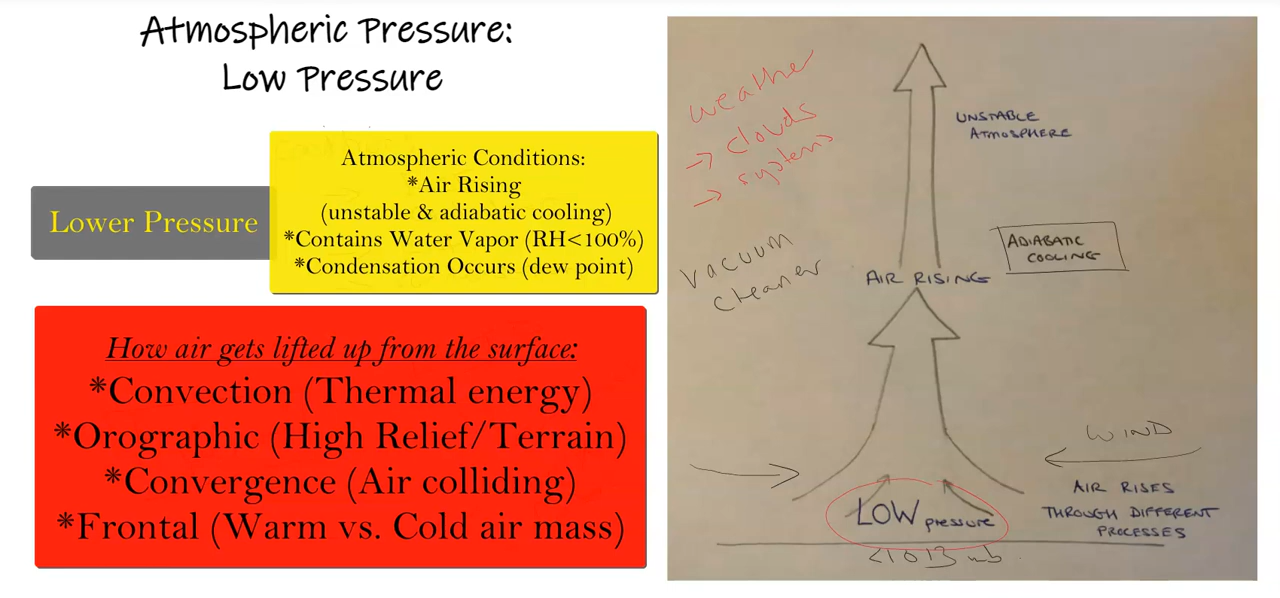 Atmospheric Pressure:
Low Pressure
Lower Pressure
Atmospheric Conditions:
*Air Rising
(unstable & adiabatic cooling)
*Contains Water Vapor (RH<100%)
*Condensation Occurs (dew point)
How air gets lifted up from the surface:
*Convection (Thermal energy)
*Orographic (High Relief/Terrain)
*Convergence (Air colliding)
*Frontal (Warm vs. Cold air mass)
weather
→ clouds
→ systems
UNSTABLE
ATMOSPHERE
vacuum
cleaner
ADIABATIC
COOLING
AIR RISING
WIND
AIR RISES
THROUGH DIFFERENT
PROCESSES
LOW pressure
<1013 mb